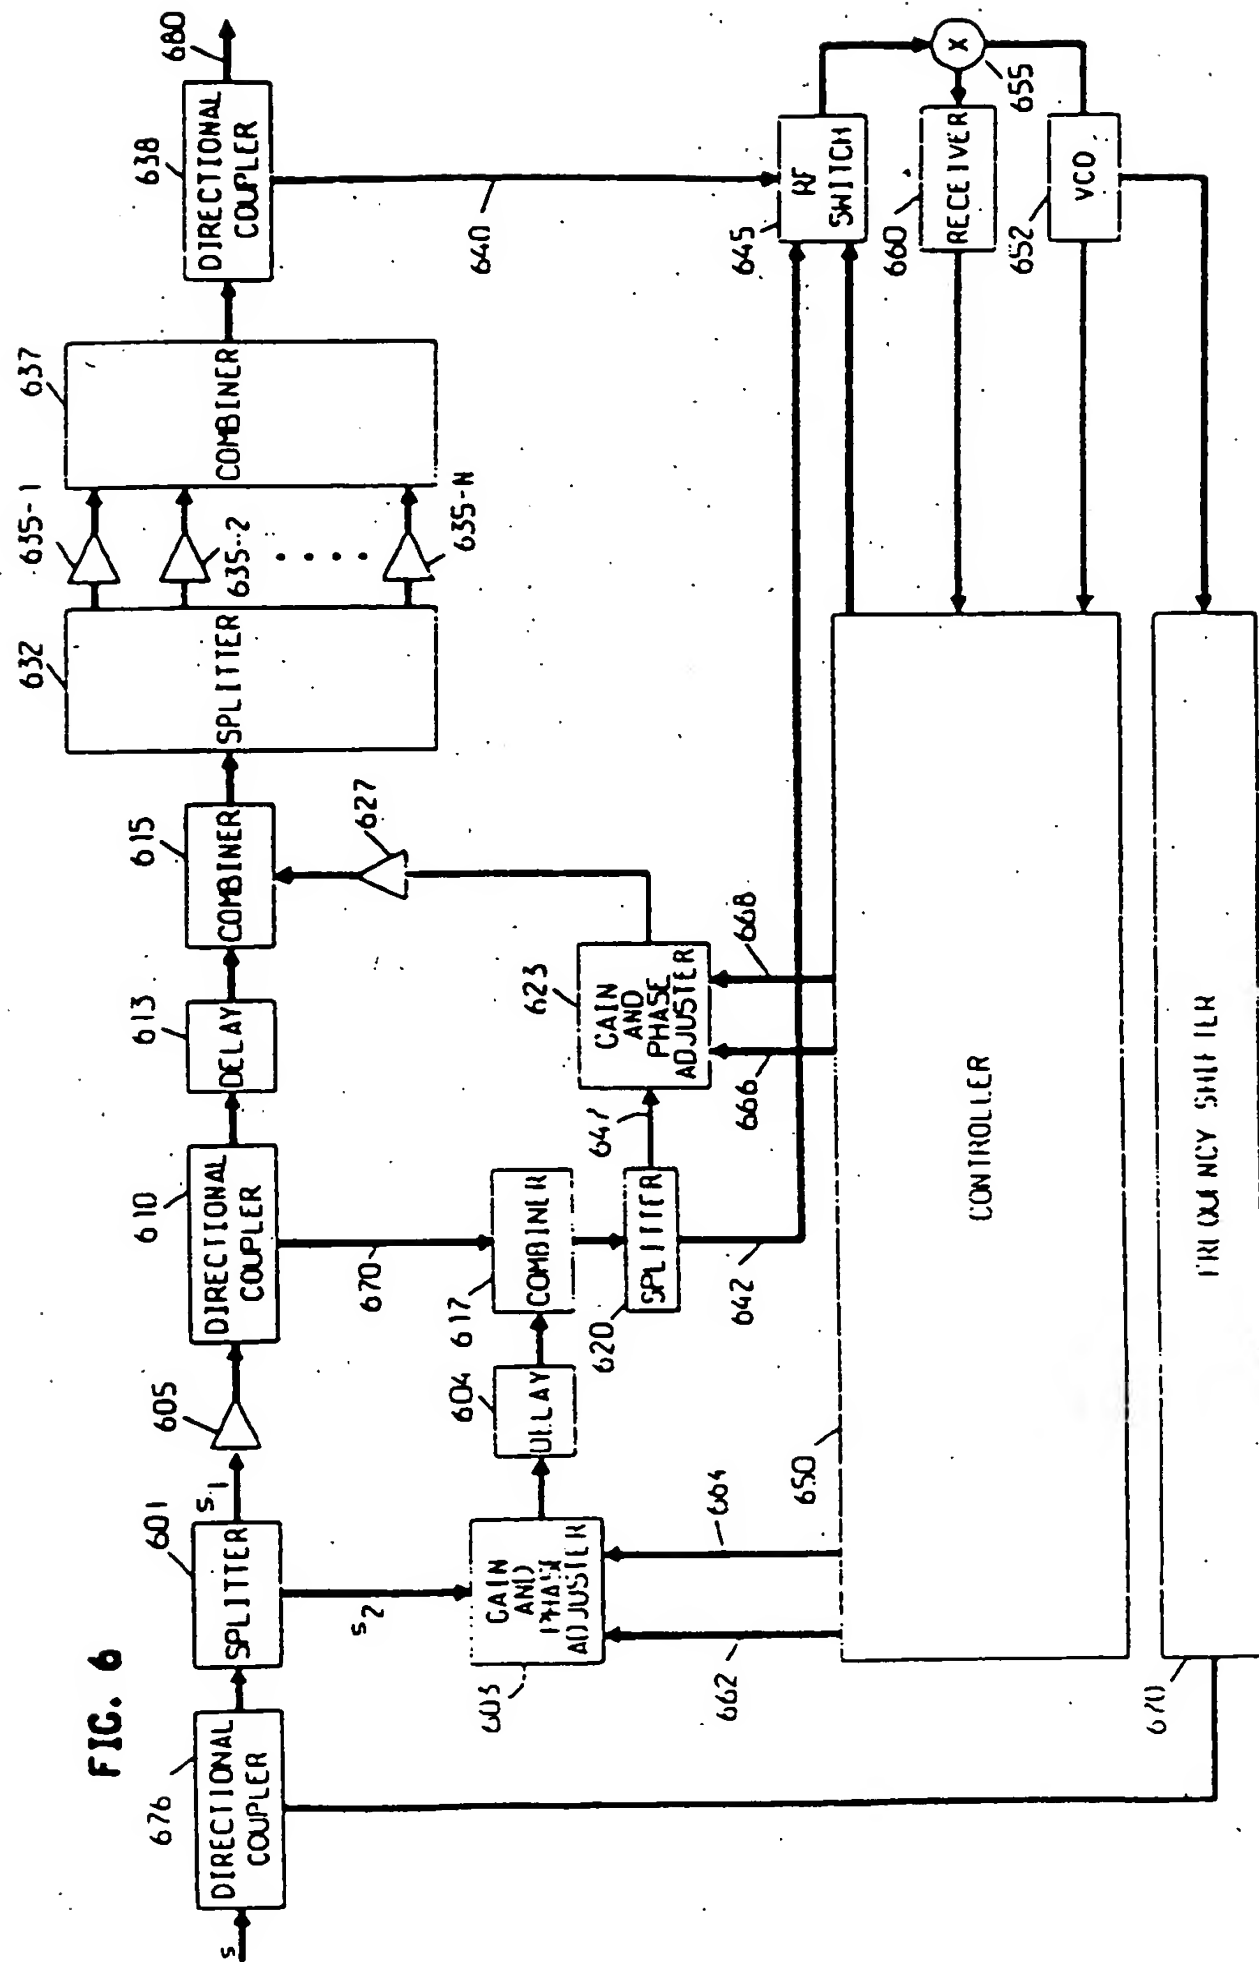 FIG. 6
S
676
DIRECTIONAL
COUPLER
601
SPLITTER
S1
S2
605
610
DIRECTIONAL
COUPLER
613
DELAY
615
COMBINER
632
SPLITTER
635-1
635-2
635-N
637
COMBINER
638
DIRECTIONAL
COUPLER
680
603
GAIN
AND
PHASE
ADJUSTER
604
DELAY
670
617
COMBINER
620
SPLITTER
647
642
623
GAIN
AND
PHASE
ADJUSTER
627
640
645
RF
SWITCH
X
655
660
RECEIVER
652
VCO
662
664
666
668
650
CONTROLLER
670
FREQUENCY SHIFTER